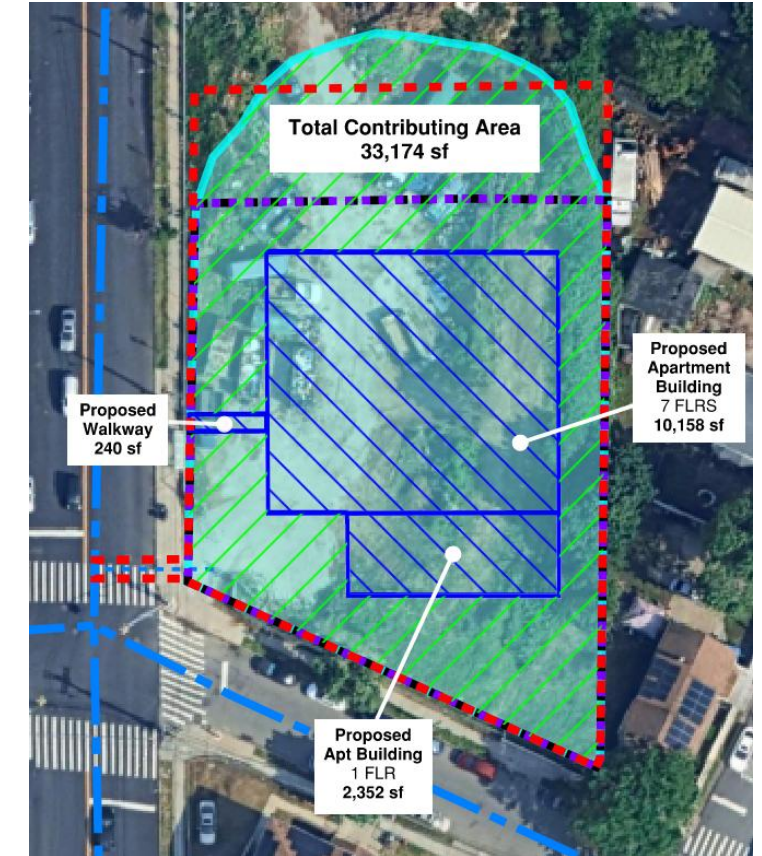 Total Contributing Area
33,174 sf
Proposed
Apartment
Building
7 FLRS
10,158 sf
Proposed
Walkway
240 sf
Proposed
Apt Building
1 FLR
2,352 sf